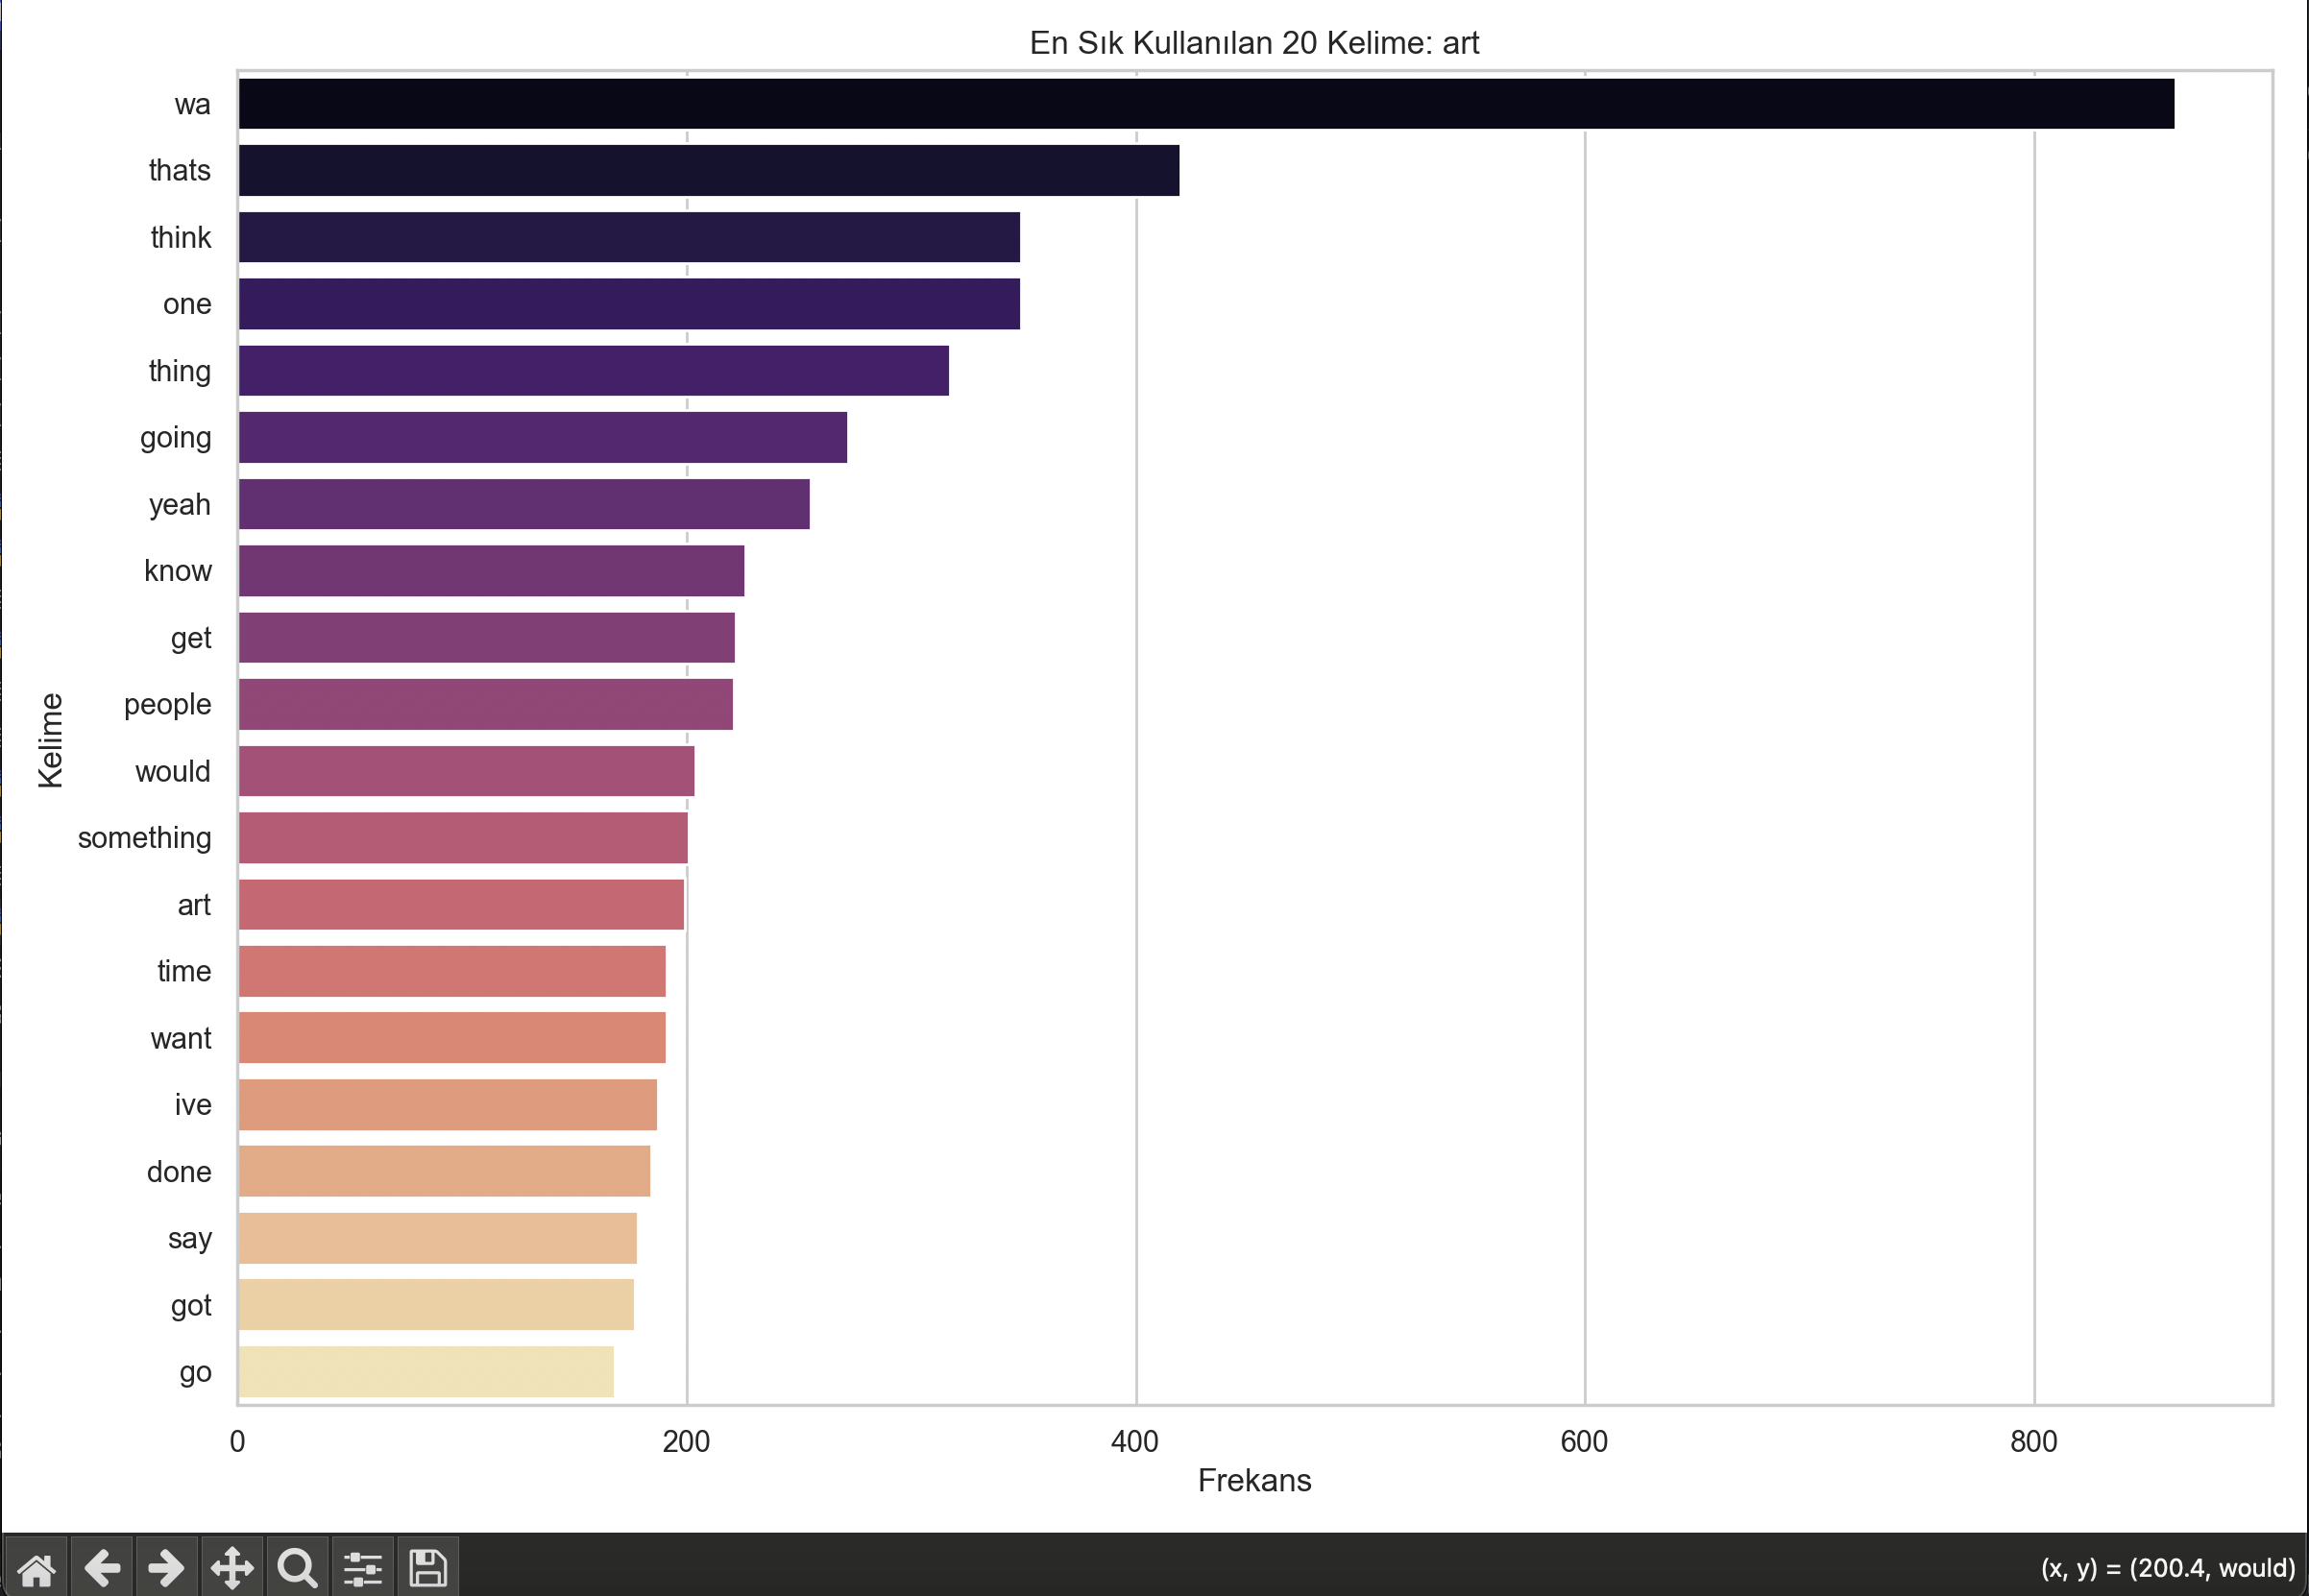 En Sık Kullanılan 20 Kelime: art
wa
thats
think
one
thing
going
yeah
know
get
people
would
something
art
time
want
ive
done
say
got
go
Kelime
0 200 400 600 800
Frekans
(x, y) = (200.4, would)